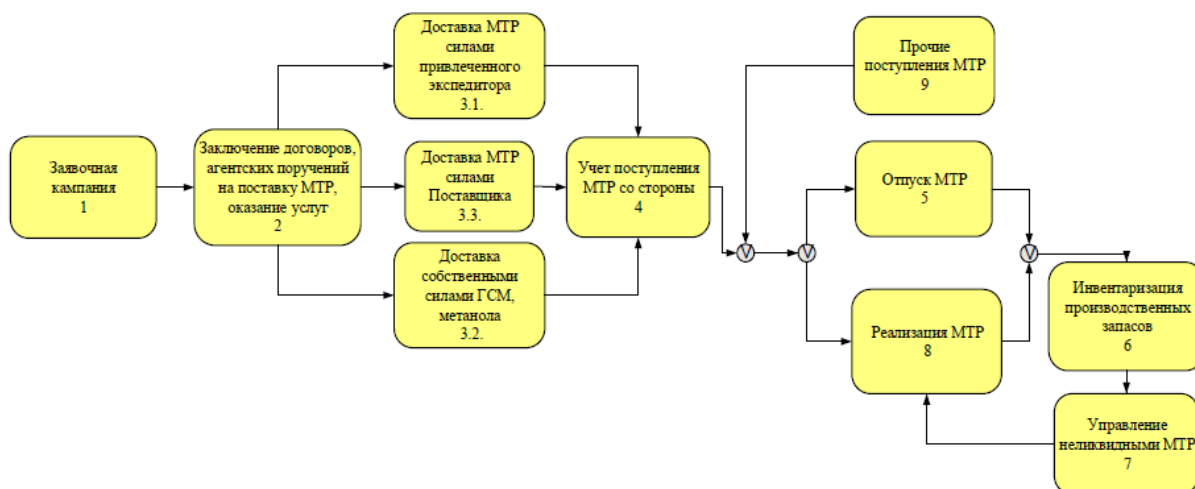 Заявочная
кампания
1
Заключение договоров,
агентских поручений
на поставку МТР,
оказание услуг
2
Доставка МТР
силами
привлеченного
экспедитора
3.1.
Доставка МТР
силами
Поставщика
3.3.
Доставка
собственными
силами ГСМ,
метанола
3.2.
Учет поступления
МТР со стороны
4
Прочие
поступления МТР
9
V
V
Отпуск МТР
5
Реализация МТР
8
V
Инвентаризация
производственных
запасов
6
Управление
неликвидными МТР
7